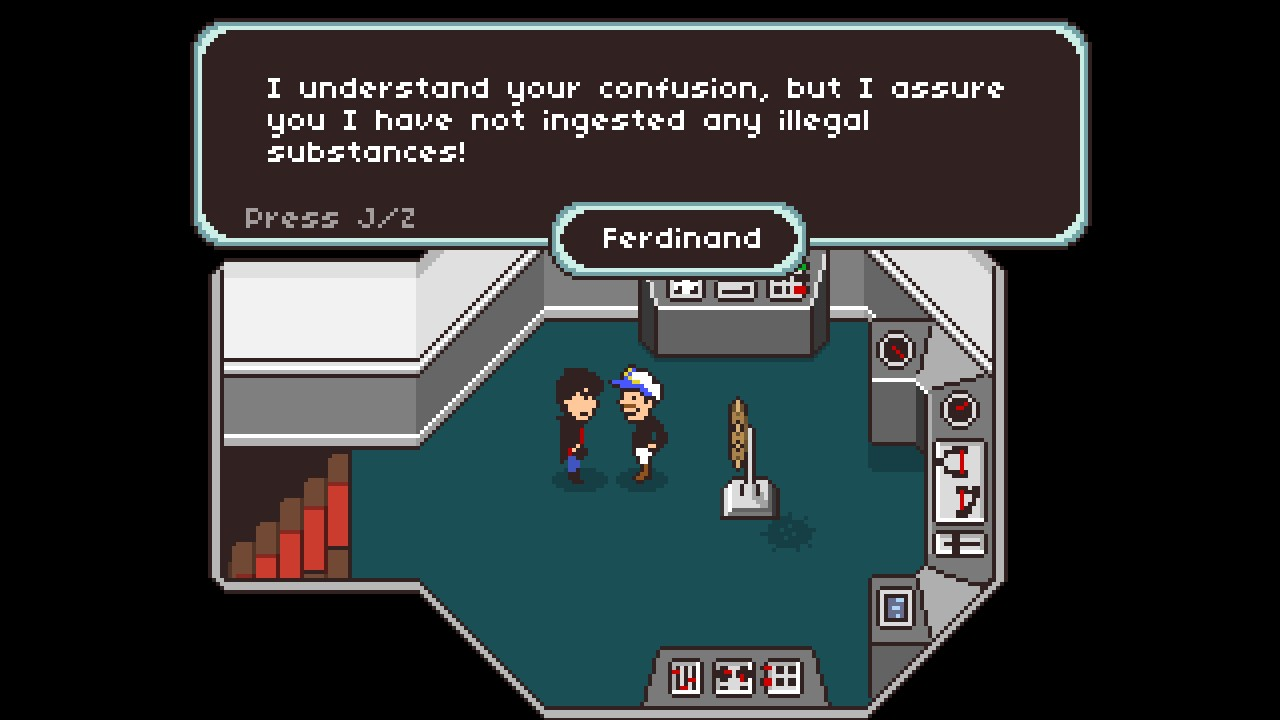 I understand your confusion, but I assure
you I have not ingested any illegal
substances!
Press J/Z
Ferdinand